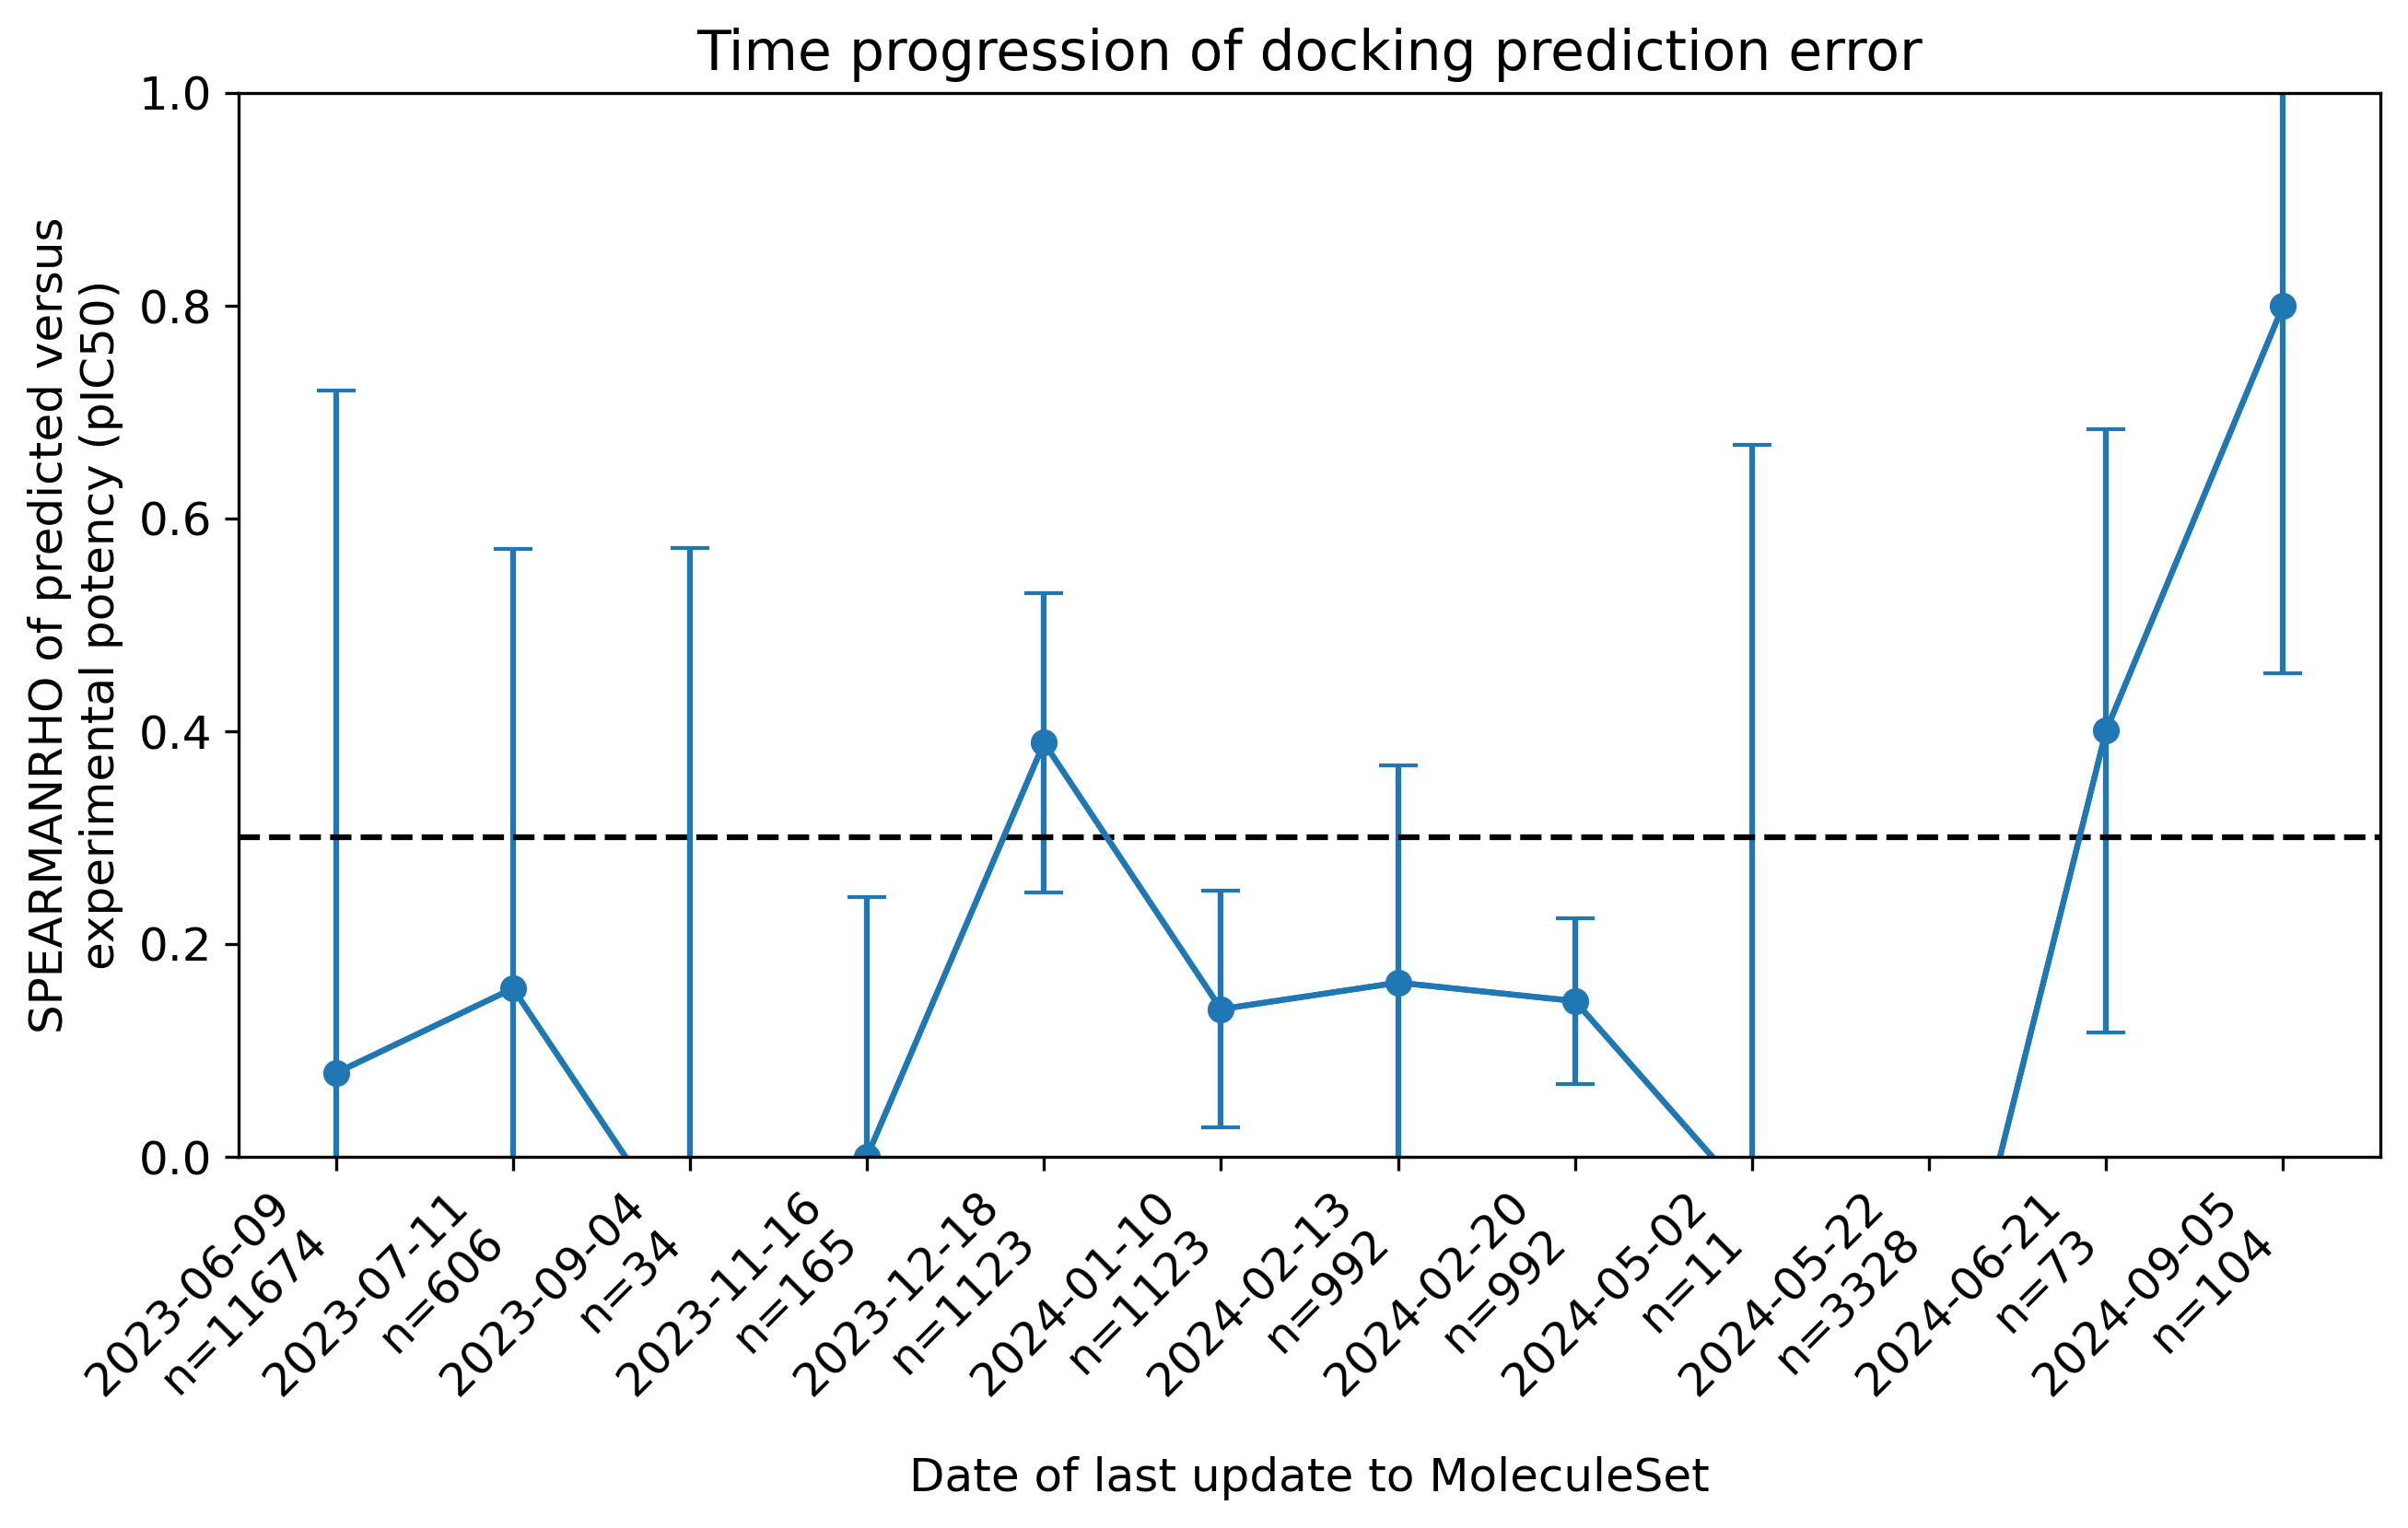 Time progression of docking prediction error
SPEARMANRHO of predicted versus
experimental potency (pIC50)
1.0
0.8
0.6
0.4
0.2
0.0
2023-06-09
n=11674
2023-07-11
n=606
2023-09-04
n=34
2023-11-16
n=165
2023-12-18
n=1123
2024-01-10
n=1123
2024-02-13
n=992
2024-02-20
n=992
2024-05-02
n=11
2024-05-22
n=3328
2024-06-21
n=73
2024-09-05
n=104
Date of last update to MoleculeSet